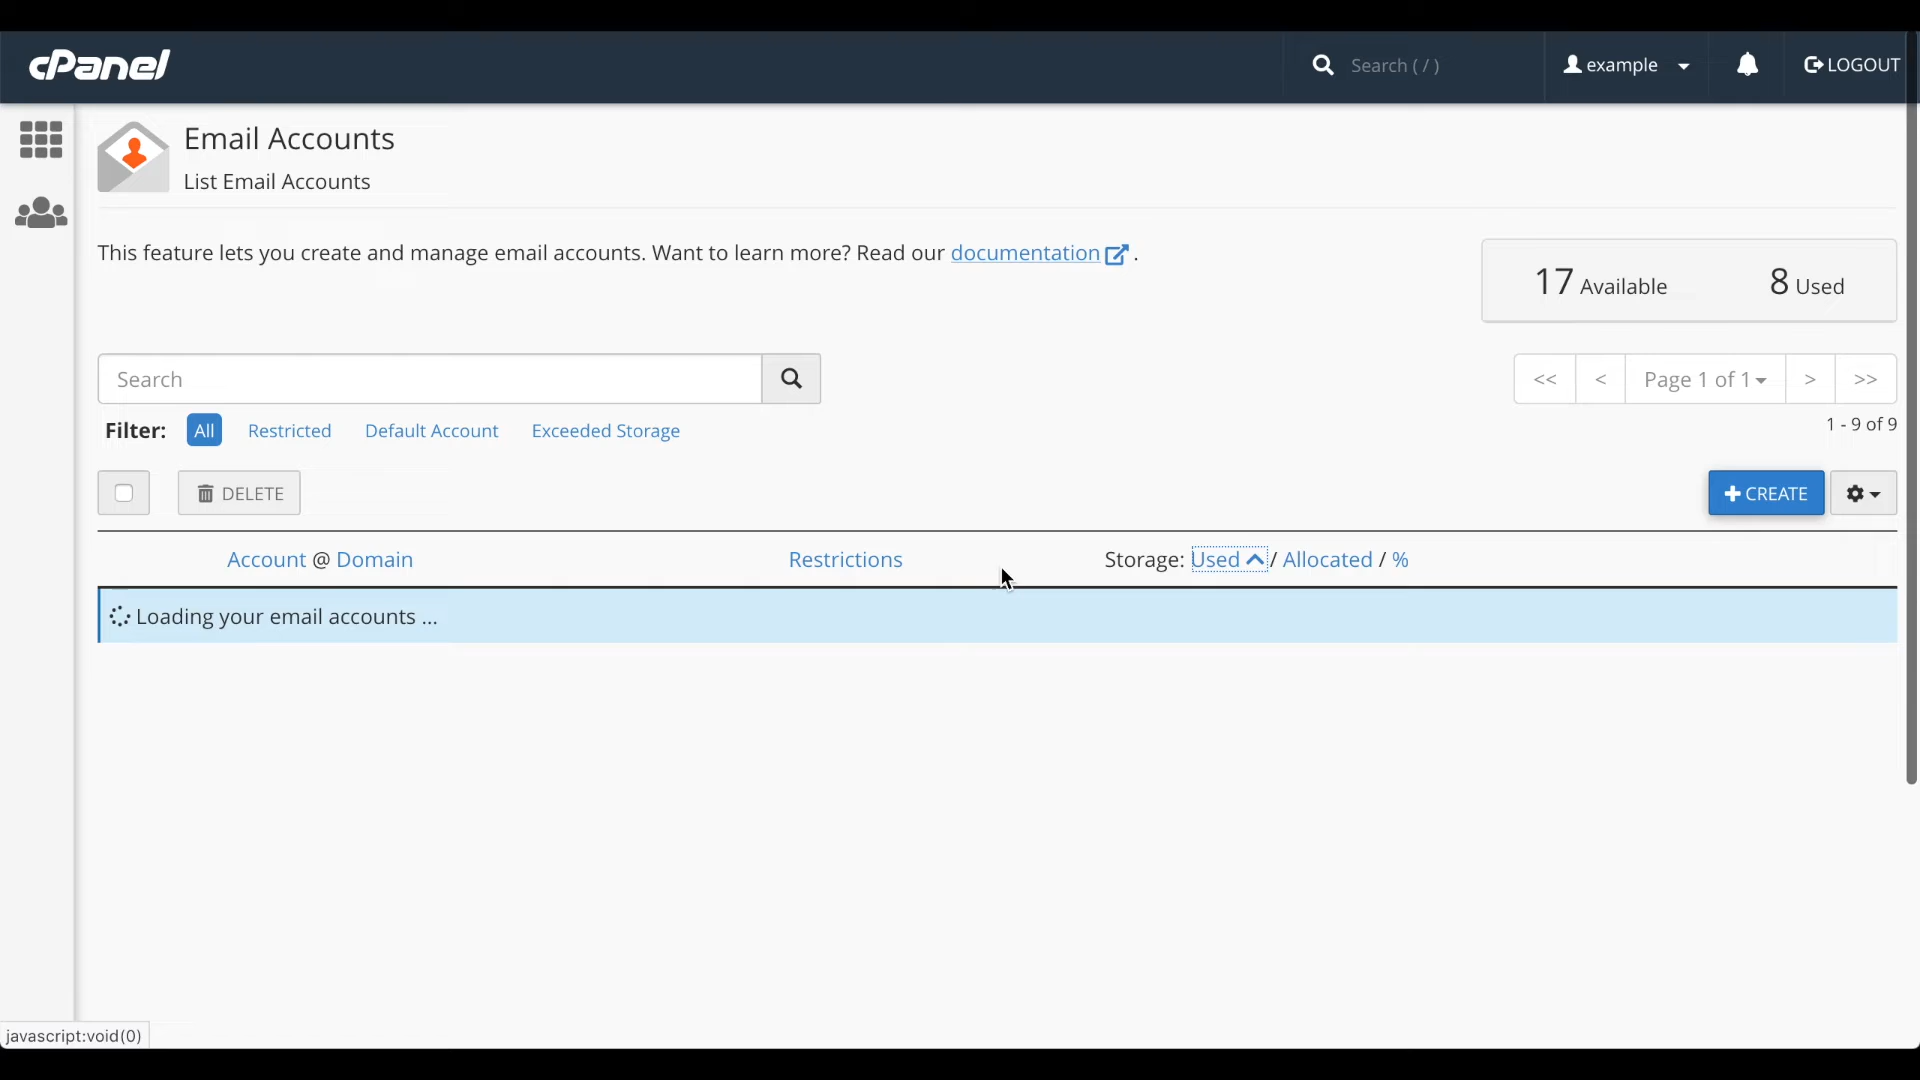 cPanel
Search ( / )
example
LOGOUT
Email Accounts
List Email Accounts
This feature lets you create and manage email accounts. Want to learn more? Read our documentation .
17 Available
8 Used
Search
<<
<
Page 1 of 1
>
>>
Filter: All Restricted Default Account Exceeded Storage
1 - 9 of 9
DELETE
CREATE
Account @ Domain
Restrictions
Storage: Used / Allocated / %
Loading your email accounts ...
javascript:void(0)